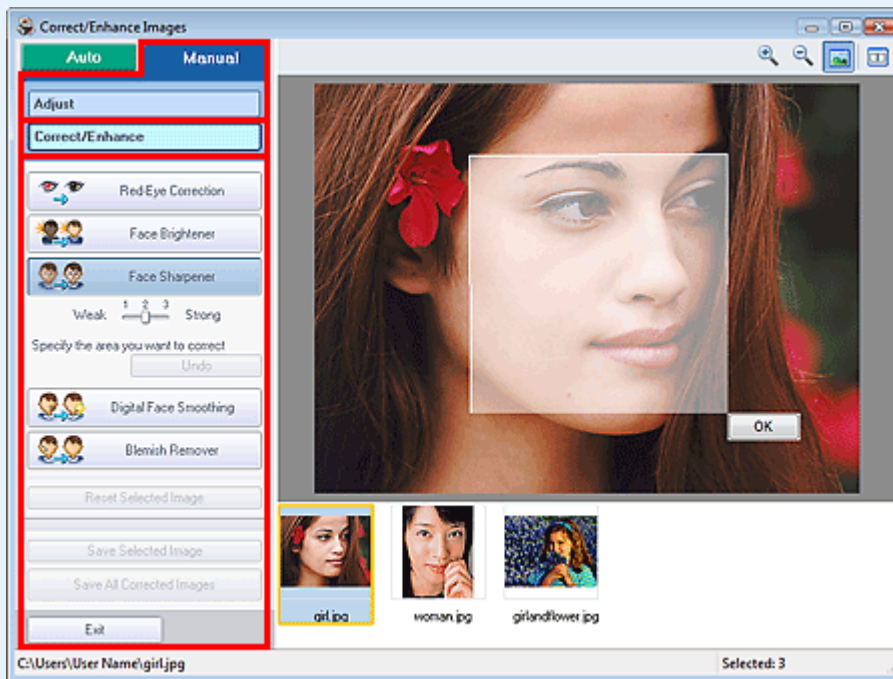 Correct/Enhance Images
Auto
Manual
Adjust
Correct/Enhance
Red-Eye Correction
Face Brightener
Face Sharpener
1 2 3
Weak Strong
Specify the area you want to correct
Undo
Digital Face Smoothing
Blemish Remover
Reset Selected Image
Save Selected Image
Save All Corrected Images
Exit
OK
girl.jpg
woman.jpg
girlandflower.jpg
C:\Users\User Name\girl.jpg
Selected: 3